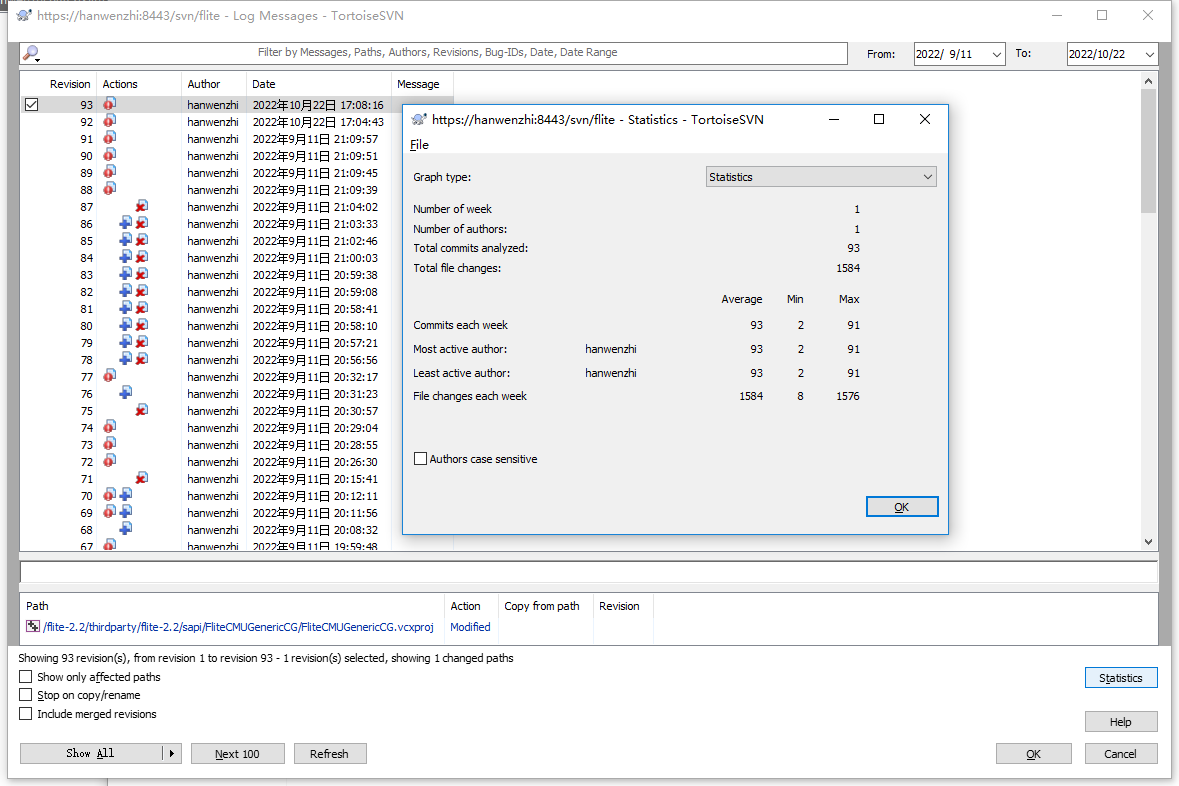 https://hanwenzhi:8443/svn/flite - Log Messages - TortoiseSVN
Filter by Messages, Paths, Authors, Revisions, Bug-IDs, Date, Date Range
From: 2022/ 9/11 To: 2022/10/22
Revision Actions Author Date Message
93 hanwenzhi 2022年10月22日 17:08:16
92 hanwenzhi 2022年10月22日 17:04:43
91 hanwenzhi 2022年9月11日 21:09:57
90 hanwenzhi 2022年9月11日 21:09:51
89 hanwenzhi 2022年9月11日 21:09:45
88 hanwenzhi 2022年9月11日 21:09:39
87 hanwenzhi 2022年9月11日 21:04:02
86 hanwenzhi 2022年9月11日 21:03:33
85 hanwenzhi 2022年9月11日 21:02:46
84 hanwenzhi 2022年9月11日 21:00:03
83 hanwenzhi 2022年9月11日 20:59:38
82 hanwenzhi 2022年9月11日 20:59:08
81 hanwenzhi 2022年9月11日 20:58:41
80 hanwenzhi 2022年9月11日 20:58:10
79 hanwenzhi 2022年9月11日 20:57:21
78 hanwenzhi 2022年9月11日 20:56:56
77 hanwenzhi 2022年9月11日 20:32:17
76 hanwenzhi 2022年9月11日 20:31:23
75 hanwenzhi 2022年9月11日 20:30:57
74 hanwenzhi 2022年9月11日 20:29:04
73 hanwenzhi 2022年9月11日 20:28:55
72 hanwenzhi 2022年9月11日 20:26:30
71 hanwenzhi 2022年9月11日 20:15:41
70 hanwenzhi 2022年9月11日 20:12:11
69 hanwenzhi 2022年9月11日 20:11:56
68 hanwenzhi 2022年9月11日 20:08:32
67 hanwenzhi 2022年9月11日 19:59:48
https://hanwenzhi:8443/svn/flite - Statistics - TortoiseSVN
File
Graph type: Statistics
Number of week 1
Number of authors: 1
Total commits analyzed: 93
Total file changes: 1584
Average Min Max
Commits each week 93 2 91
Most active author: hanwenzhi 93 2 91
Least active author: hanwenzhi 93 2 91
File changes each week 1584 8 1576
Authors case sensitive
OK
Path Action Copy from path Revision
/flite-2.2/thirdparty/flite-2.2/sapi/FliteCMUGenericCG/FliteCMUGenericCG.vcxproj Modified
Showing 93 revision(s), from revision 1 to revision 93 - 1 revision(s) selected, showing 1 changed paths
Show only affected paths
Stop on copy/rename
Include merged revisions
Statistics
Help
Show All Next 100 Refresh OK Cancel